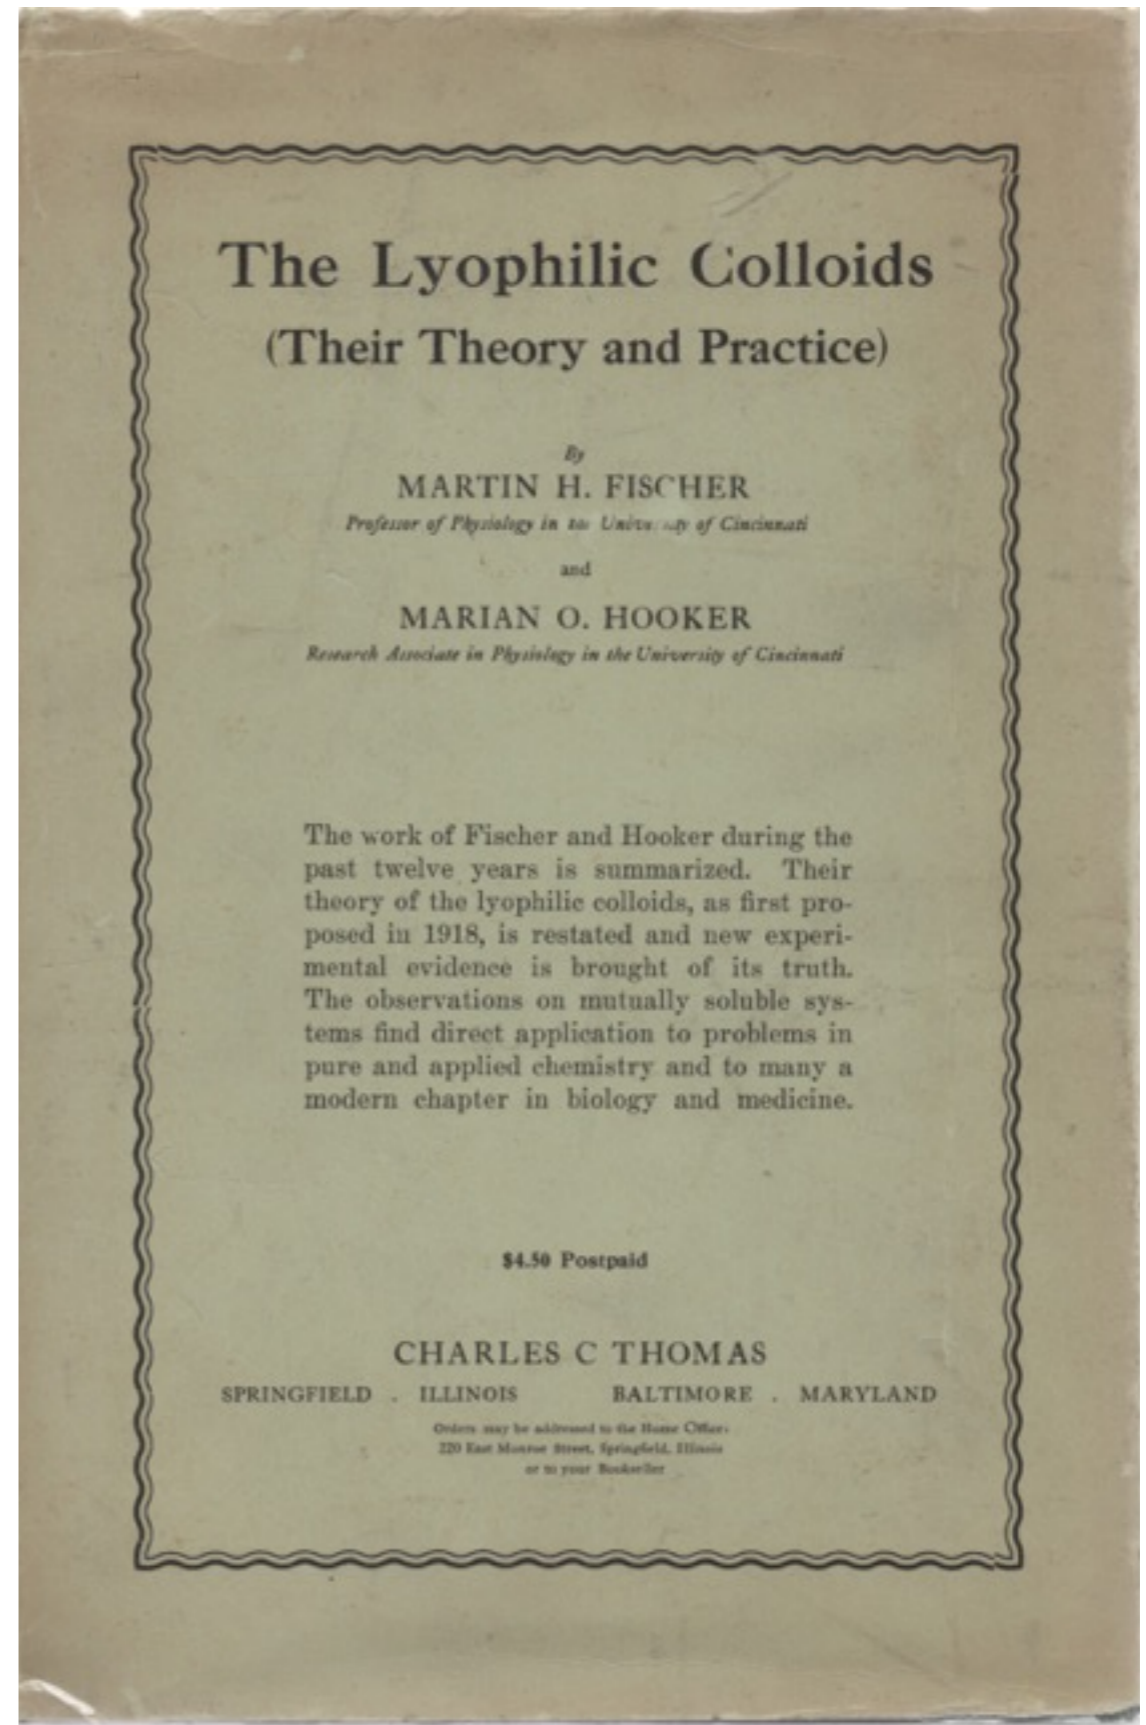 The Lyophilic Colloids
(Their Theory and Practice)
By
MARTIN H. FISCHER
Professor of Physiology in the University of Cincinnati
and
MARIAN O. HOOKER
Research Associate in Physiology in the University of Cincinnati
The work of Fischer and Hooker during the
past twelve years is summarized. Their
theory of the lyophilic colloids, as first pro-
posed in 1918, is restated and new experi-
mental evidence is brought of its truth.
The observations on mutually soluble sys-
tems find direct application to problems in
pure and applied chemistry and to many a
modern chapter in biology and medicine.
$4.50 Postpaid
CHARLES C THOMAS
SPRINGFIELD . ILLINOIS BALTIMORE . MARYLAND
Orders may be addressed to the Home Office:
220 East Monroe Street, Springfield, Illinois
or to your Bookseller